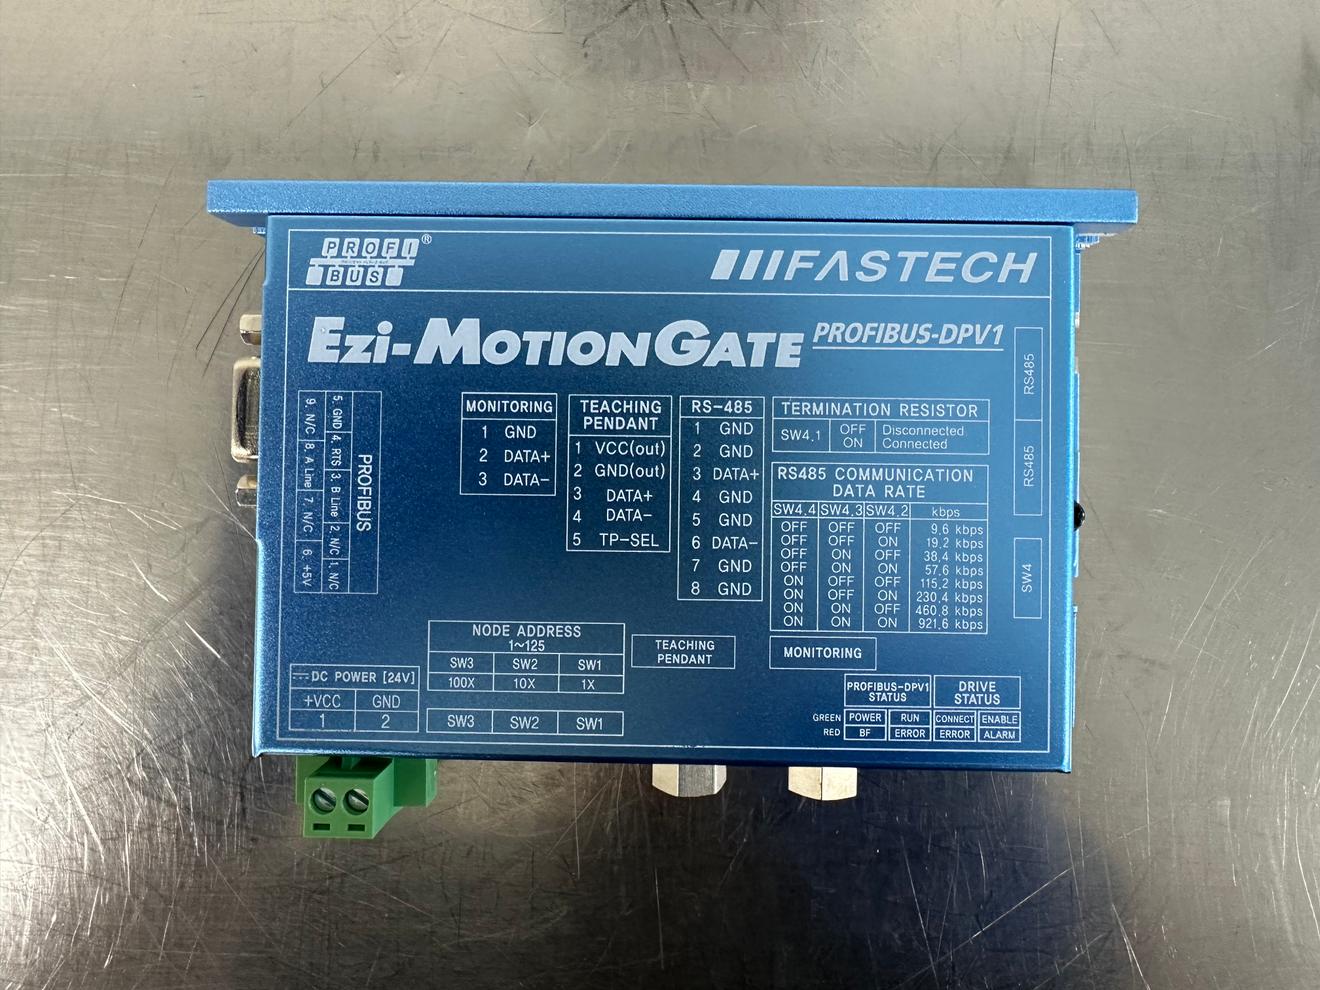 PROFI®
BUS
FASTECH
Ezi-MOTIONGATE PROFIBUS-DPV1
PROFIBUS
5. GND 4. RTS 3. B Line 2. N/C 1. N/C
9. N/C 8. A Line 7. N/C 6. +5V
MONITORING
1 GND
2 DATA+
3 DATA-
TEACHING
PENDANT
1 VCC(out)
2 GND(out)
3 DATA+
4 DATA-
5 TP-SEL
RS-485
1 GND
2 GND
3 DATA+
4 GND
5 GND
6 DATA-
7 GND
8 GND
TERMINATION RESISTOR
SW4.1 OFF Disconnected
ON Connected
RS485 COMMUNICATION
DATA RATE
SW4.4 SW4.3 SW4.2 kbps
OFF OFF OFF 9.6 kbps
OFF OFF ON 19.2 kbps
OFF ON OFF 38.4 kbps
OFF ON ON 57.6 kbps
ON OFF OFF 115.2 kbps
ON OFF ON 230.4 kbps
ON ON OFF 460.8 kbps
ON ON ON 921.6 kbps
RS485
RS485
SW4
DC POWER [24V]
+VCC GND
1 2
NODE ADDRESS
1~125
SW3 SW2 SW1
100X 10X 1X
SW3 SW2 SW1
TEACHING
PENDANT
MONITORING
PROFIBUS-DPV1
STATUS
DRIVE
STATUS
GREEN POWER RUN CONNECT ENABLE
RED BF ERROR ERROR ALARM